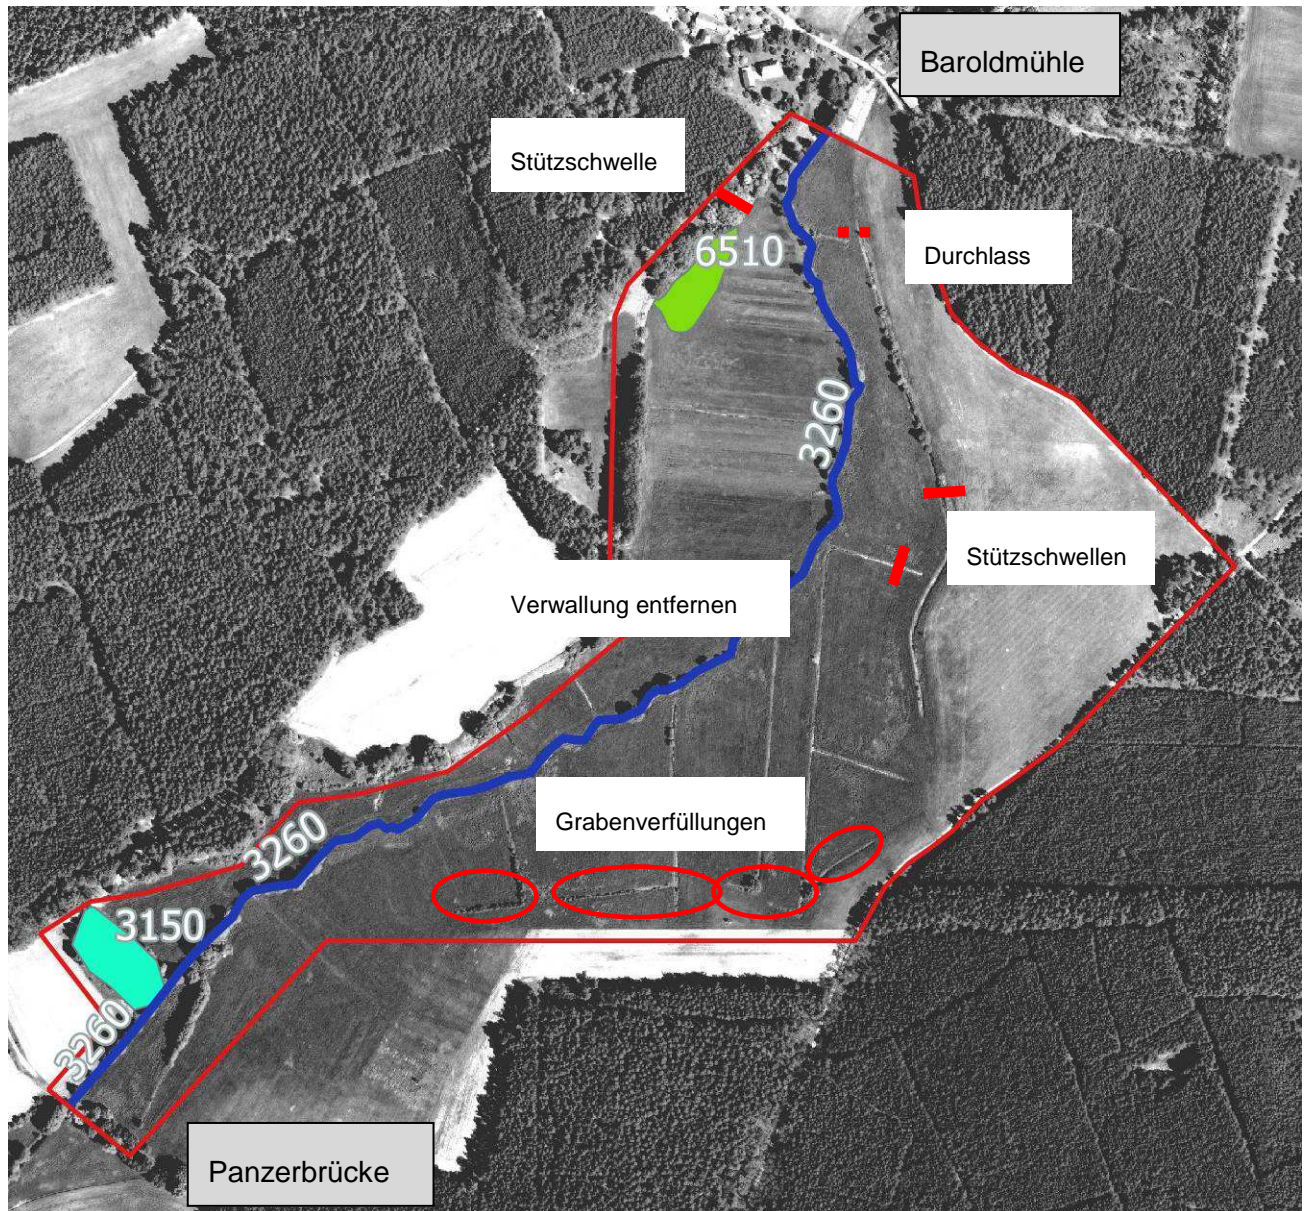 Baroldmühle
Stützschwelle
6510
Durchlass
3260
Stützschwellen
Verwallung entfernen
Grabenverfüllungen
3260
3150
3260
Panzerbrücke